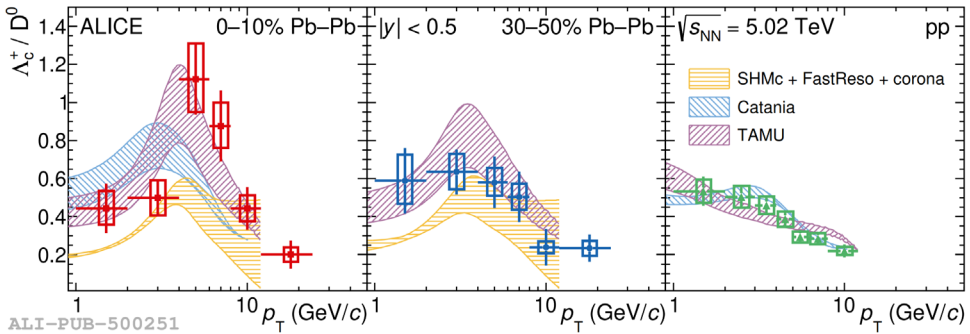 Λc+ / D0
ALICE
0–10% Pb–Pb
|y| < 0.5
30–50% Pb–Pb
√sNN = 5.02 TeV
pp
SHMc + FastReso + corona
Catania
TAMU
1.4
1.2
1
0.8
0.6
0.4
0.2
1
10
1
10
1
10
pT (GeV/c)
pT (GeV/c)
pT (GeV/c)
ALI-PUB-500251